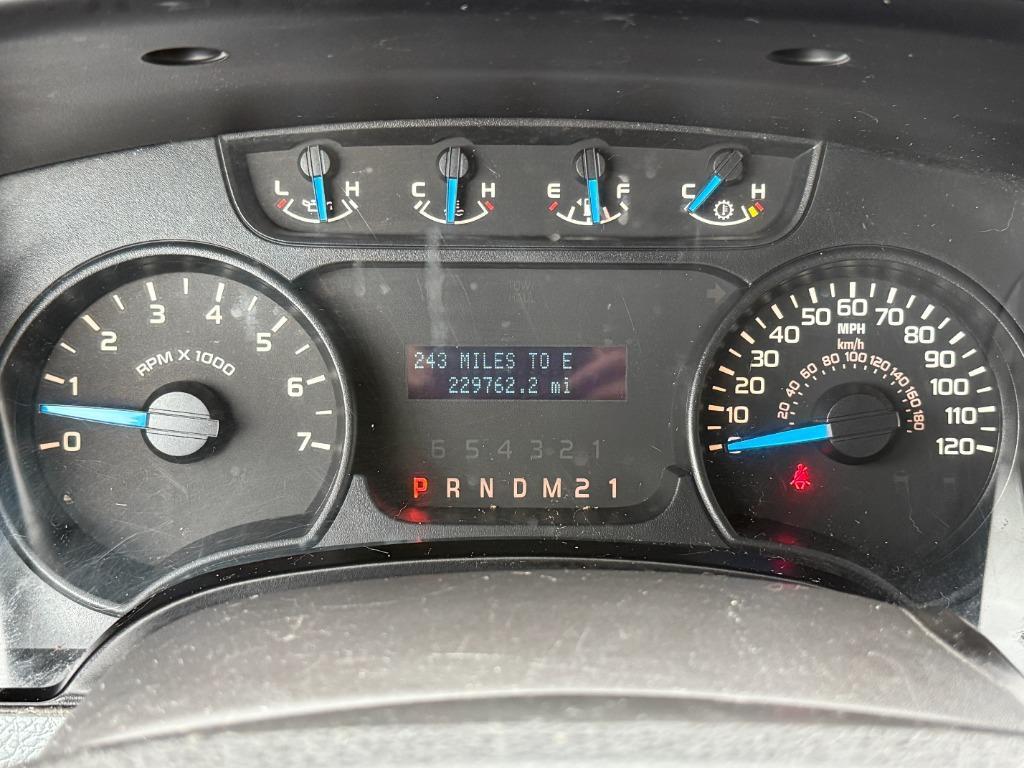 L H
C H
E F
C H
TOW
HAUL
0 1 2 3 4 5 6 7
RPM X 1000
243 MILES TO E
229762.2 mi
6 5 4 3 2 1
P R N D M 2 1
10 20 30 40 50 60 70 80 90 100 110 120
MPH
km/h
20 40 60 80 100 120 140 160 180